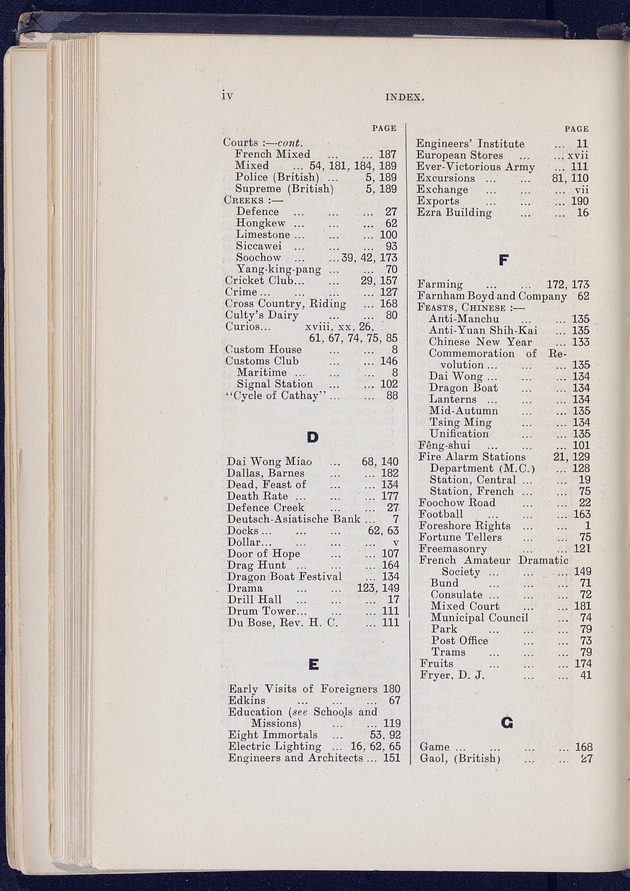 iv
INDEX.
PAGE
Courts :—cont.
French Mixed ... ... 187
Mixed ... 54, 181, 184, 189
Police (British) ... 5, 189
Supreme (British) 5, 189
CREEKS :—
Defence ... ... ... 27
Hongkew ... ... ... 62
Limestone ... ... ... 100
Siccawei ... ... ... 93
Soochow ... ...39, 42, 173
Yang-king-pang ... ... 70
Cricket Club... ... 29, 157
Crime ... ... ... ... 127
Cross Country, Riding ... 168
Culty's Dairy ... ... 80
Curios... xviii, xx, 26,
61, 67, 74, 75, 85
Custom House ... ... 8
Customs Club ... ... 146
Maritime ... ... ... 8
Signal Station ... ... 102
"Cycle of Cathay" ... ... 88
D
Dai Wong Miao ... 68, 140
Dallas, Barnes ... ... 182
Dead, Feast of ... ... 134
Death Rate ... ... ... 177
Defence Creek ... ... 27
Deutsch-Asiatische Bank ... 7
Docks ... ... ... 62, 63
Dollar... ... ... ... v
Door of Hope ... ... 107
Drag Hunt ... ... ... 164
Dragon Boat Festival ... 134
Drama ... ... 123, 149
Drill Hall ... ... ... 17
Drum Tower... ... ... 111
Du Bose, Rev. H. C. ... 111
E
Early Visits of Foreigners 180
Edkins ... ... ... 67
Education (see Schools and
Missions) ... ... 119
Eight Immortals ... 53, 92
Electric Lighting ... 16, 62, 65
Engineers and Architects ... 151
PAGE
Engineers' Institute ... 11
European Stores ... ... xvii
Ever-Victorious Army ... 111
Excursions ... ... 81, 110
Exchange ... ... ... vii
Exports ... ... ... 190
Ezra Building ... ... 16
F
Farming ... ... 172, 173
Farnham Boyd and Company 62
FEASTS, CHINESE :—
Anti-Manchu ... ... 135
Anti-Yuan Shih-Kai ... 135
Chinese New Year ... 133
Commemoration of Re-
volution ... ... ... 135
Dai Wong ... ... ... 134
Dragon Boat ... ... 134
Lanterns ... ... ... 134
Mid-Autumn ... ... 135
Tsing Ming ... ... 134
Unification ... ... 135
Fêng-shui ... ... ... 101
Fire Alarm Stations 21, 129
Department (M.C.) ... 128
Station, Central ... ... 19
Station, French ... ... 75
Foochow Road ... ... 22
Football ... ... ... 163
Foreshore Rights ... ... 1
Fortune Tellers ... ... 75
Freemasonry ... ... 121
French Amateur Dramatic
Society ... ... ... 149
Bund ... ... ... 71
Consulate ... ... ... 72
Mixed Court ... ... 181
Municipal Council ... 74
Park ... ... ... 79
Post Office ... ... 73
Trams ... ... ... 79
Fruits ... ... ... 174
Fryer, D. J. ... ... 41
G
Game ... ... ... ... 168
Gaol, (British) ... ... 27